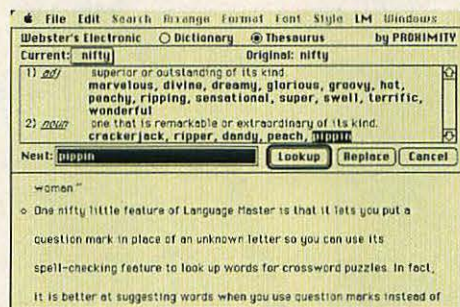 File Edit Search Arrange Format Font Style LM Windows
Webster's Electronic Dictionary Thesaurus by PROXIMITY
Current: nifty Original: nifty
1) adj superior or outstanding of its kind.
marvelous, divine, dreamy, glorious, groovy, hot,
peachy, ripping, sensational, super, swell, terrific,
wonderful
2) noun one that is remarkable or extraordinary of its kind.
crackerjack, ripper, dandy, peach, pippin
Next: pippin Lookup Replace Cancel
woman"
One nifty little feature of Language Master is that it lets you put a
question mark in place of an unknown letter so you can use its
spell-checking feature to look up words for crossword puzzles. In fact,
it is better at suggesting words when you use question marks instead of